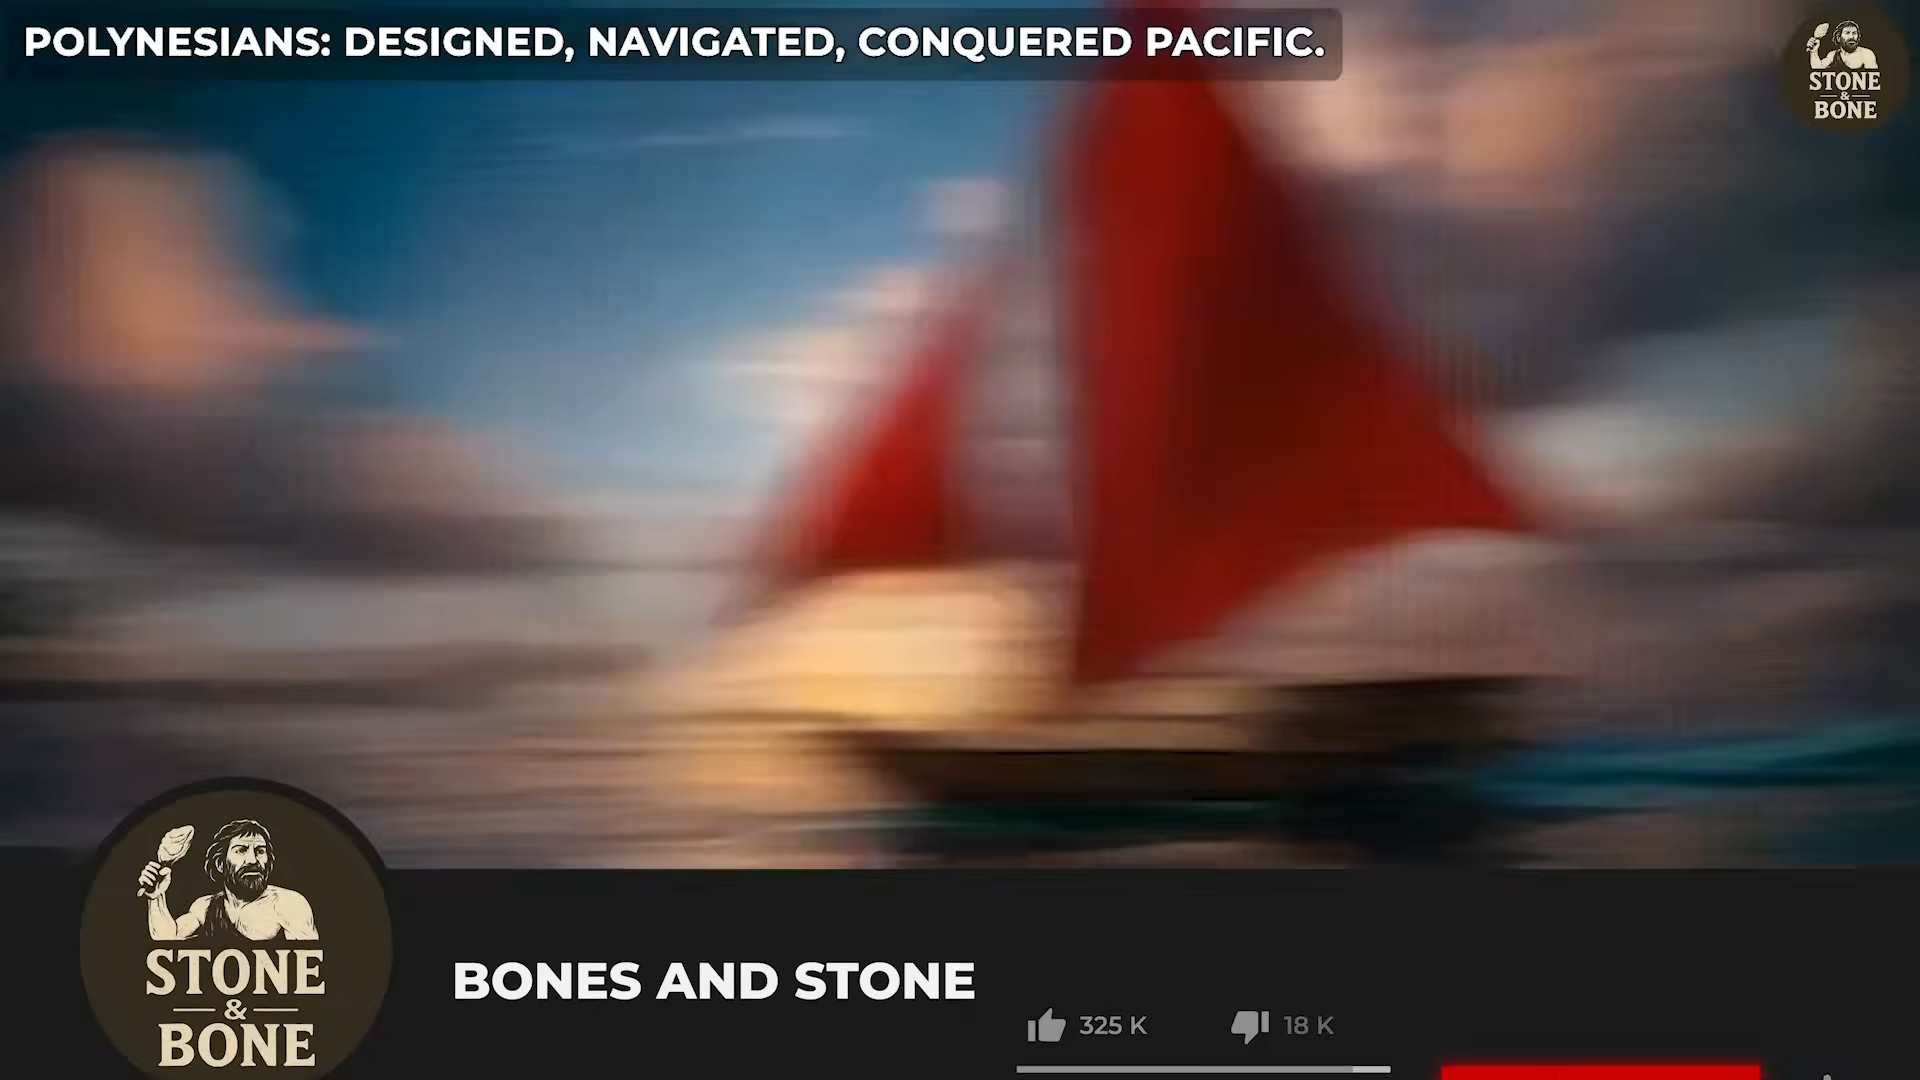 POLYNESIANS: DESIGNED, NAVIGATED, CONQUERED PACIFIC.
STONE
&
BONE
STONE
&
BONE
BONES AND STONE
325 K
18 K